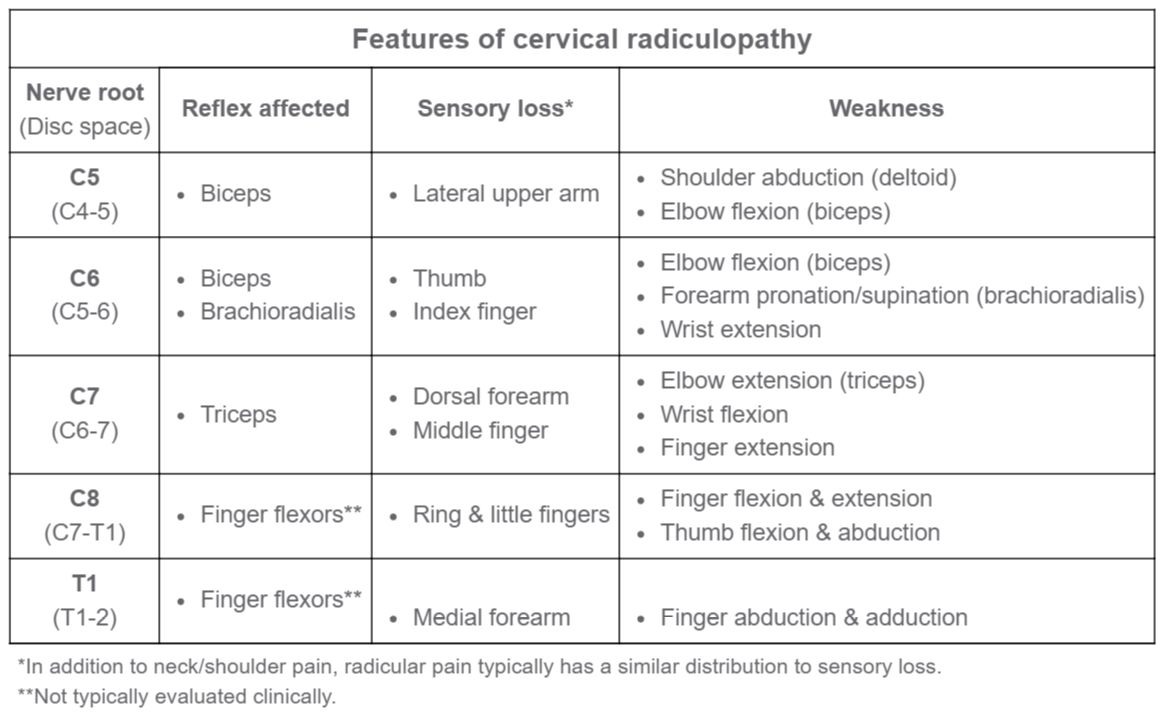 Features of cervical radiculopathy
Nerve root
(Disc space)
Reflex affected
Sensory loss*
Weakness
C5
(C4-5)
• Biceps
• Lateral upper arm
• Shoulder abduction (deltoid)
• Elbow flexion (biceps)
C6
(C5-6)
• Biceps
• Brachioradialis
• Thumb
• Index finger
• Elbow flexion (biceps)
• Forearm pronation/supination (brachioradialis)
• Wrist extension
C7
(C6-7)
• Triceps
• Dorsal forearm
• Middle finger
• Elbow extension (triceps)
• Wrist flexion
• Finger extension
C8
(C7-T1)
• Finger flexors**
• Ring & little fingers
• Finger flexion & extension
• Thumb flexion & abduction
T1
(T1-2)
• Finger flexors**
• Medial forearm
• Finger abduction & adduction
*In addition to neck/shoulder pain, radicular pain typically has a similar distribution to sensory loss.
**Not typically evaluated clinically.